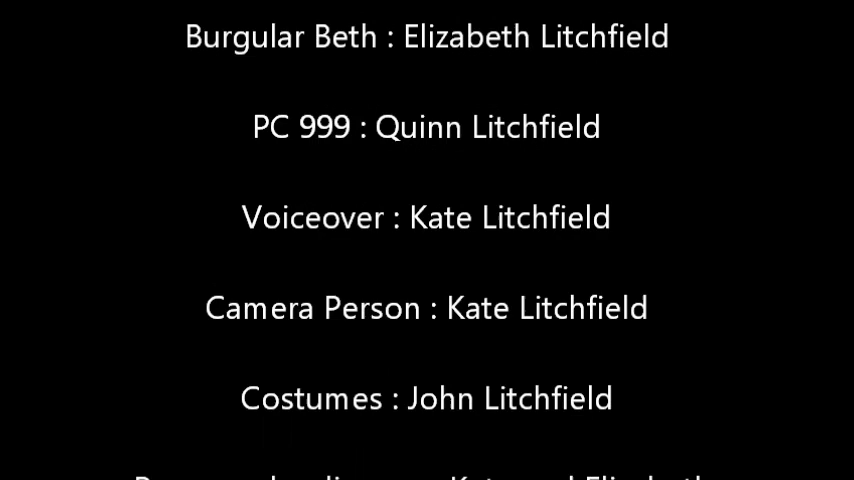 Burgular Beth : Elizabeth Litchfield
PC 999 : Quinn Litchfield
Voiceover : Kate Litchfield
Camera Person : Kate Litchfield
Costumes : John Litchfield